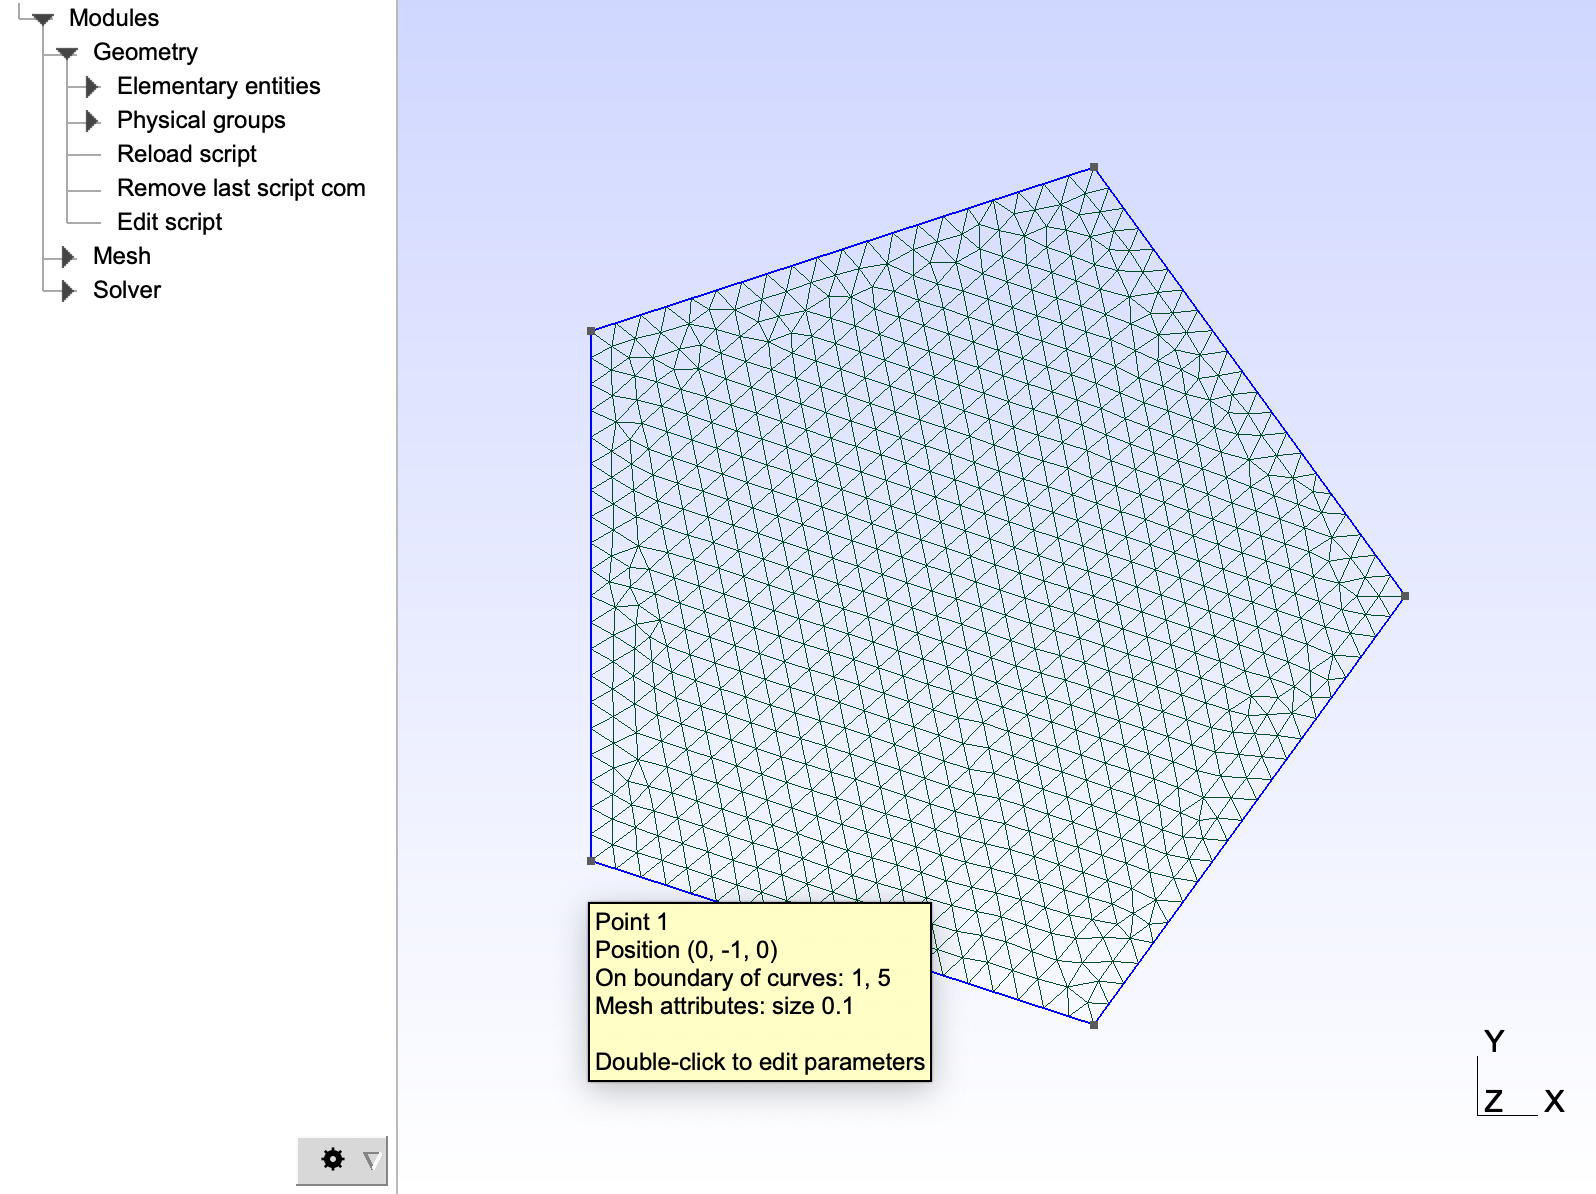 Modules
Geometry
Elementary entities
Physical groups
Reload script
Remove last script com
Edit script
Mesh
Solver
Point 1
Position (0, -1, 0)
On boundary of curves: 1, 5
Mesh attributes: size 0.1
Double-click to edit parameters
Y
Z X